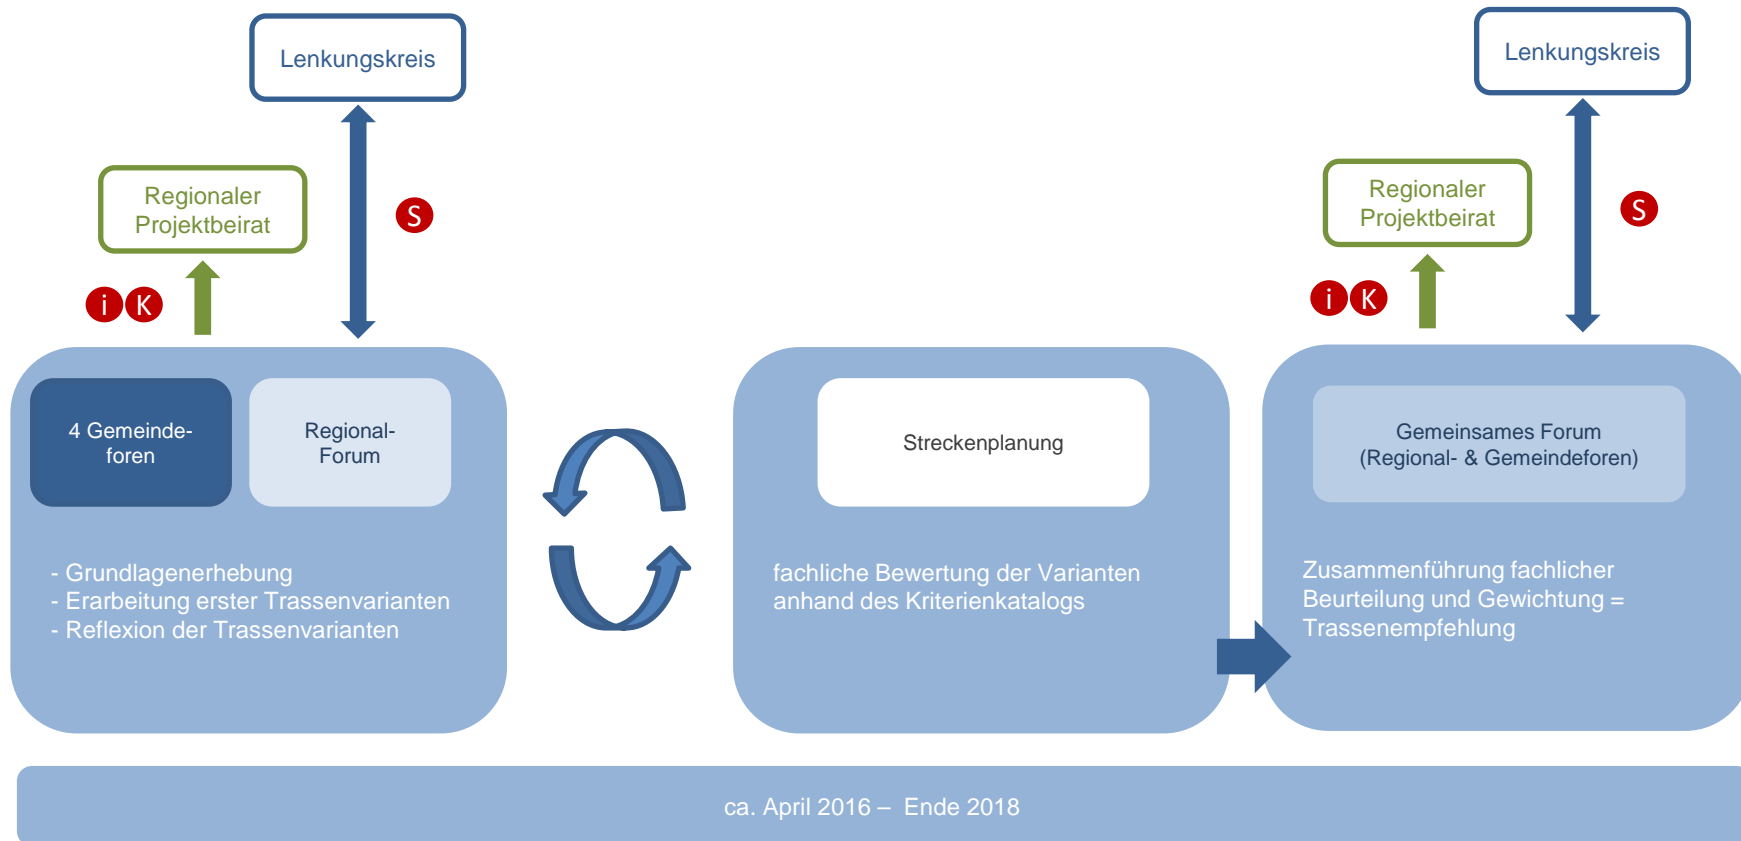 Lenkungskreis
Regionaler
Projektbeirat
S
i K
4 Gemeinde-
foren
Regional-
Forum
- Grundlagenerhebung
- Erarbeitung erster Trassenvarianten
- Reflexion der Trassenvarianten
Streckenplanung
fachliche Bewertung der Varianten
anhand des Kriterienkatalogs
Lenkungskreis
Regionaler
Projektbeirat
S
i K
Gemeinsames Forum
(Regional- & Gemeindeforen)
Zusammenführung fachlicher
Beurteilung und Gewichtung =
Trassenempfehlung
ca. April 2016 – Ende 2018